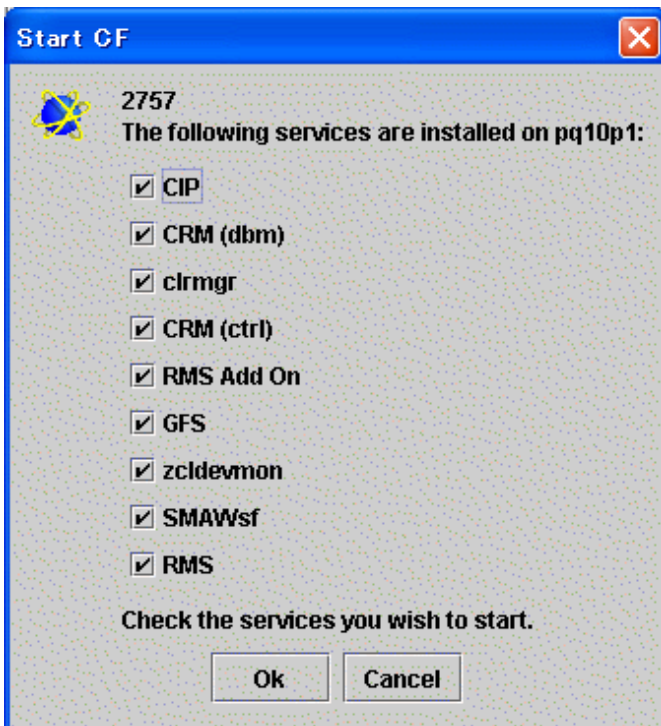 Start CF
2757
The following services are installed on pq10p1:
CIP
CRM (dbm)
clrmgr
CRM (ctrl)
RMS Add On
GFS
zcldevmon
SMAWsf
RMS
Check the services you wish to start.
Ok Cancel